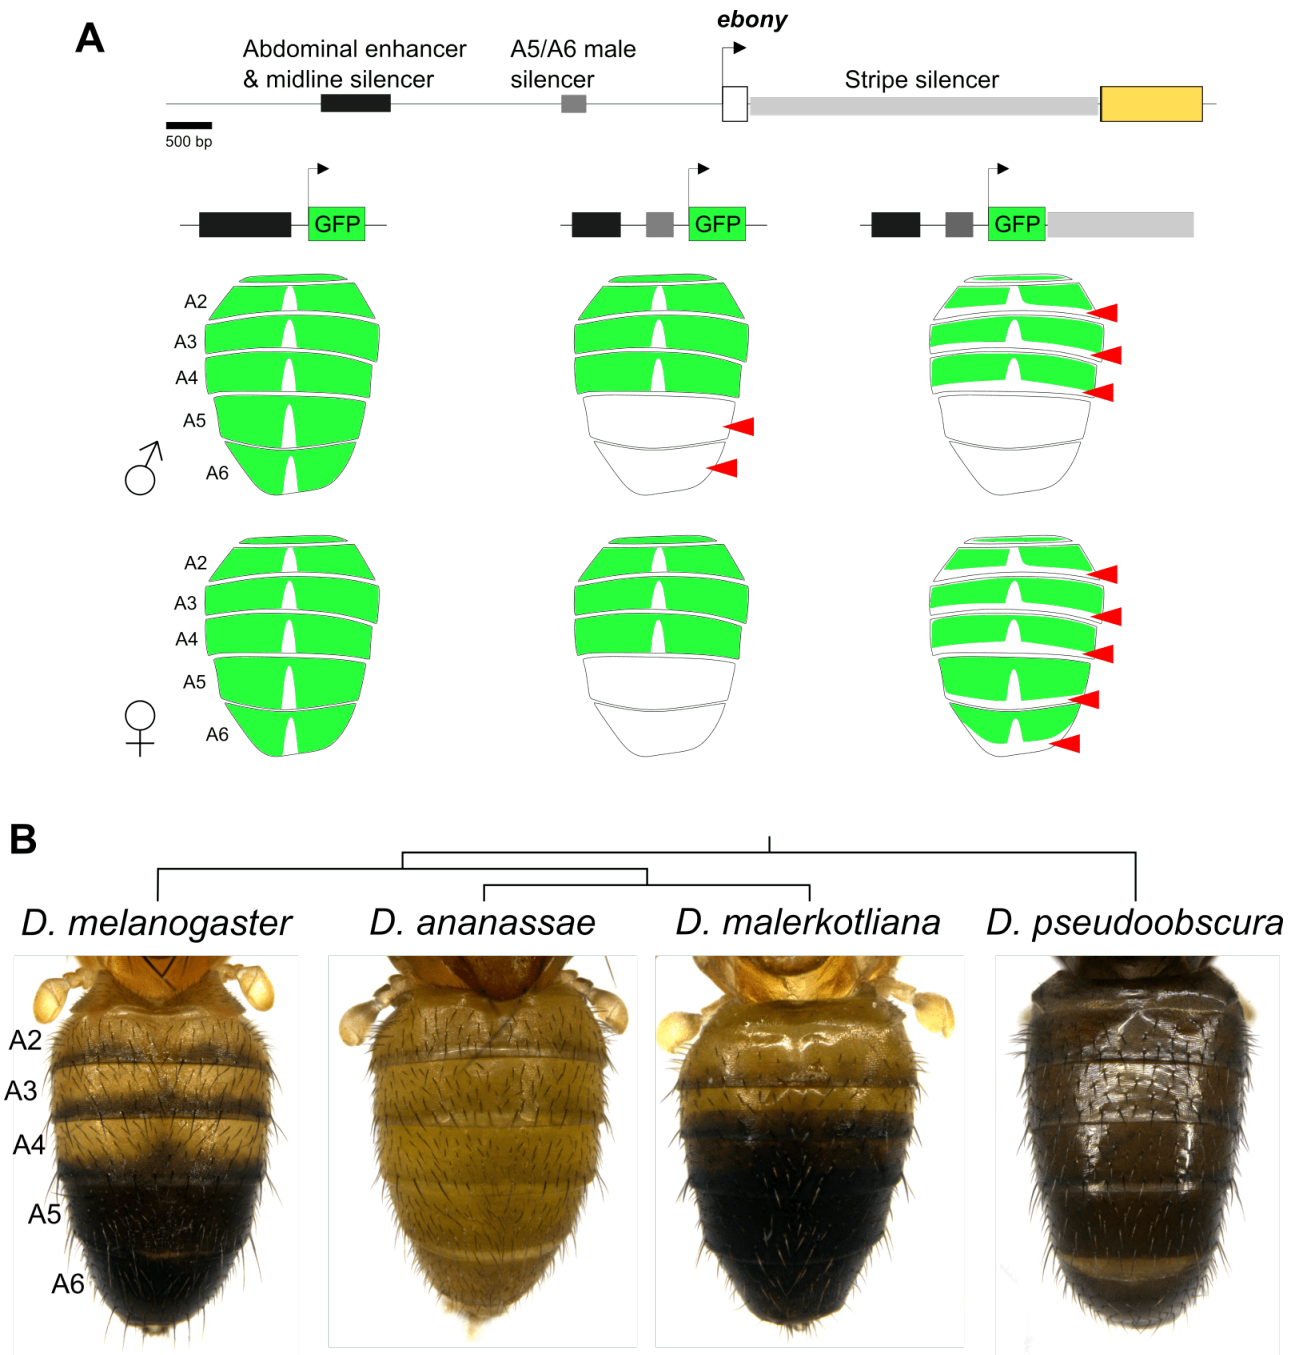 A
ebony
Abdominal enhancer
& midline silencer
A5/A6 male
silencer
Stripe silencer
500 bp
GFP
GFP
GFP
A2
A3
A4
A5
A6
A2
A3
A4
A5
A6
B
D. melanogaster
D. ananassae
D. malerkotliana
D. pseudoobscura
A2
A3
A4
A5
A6